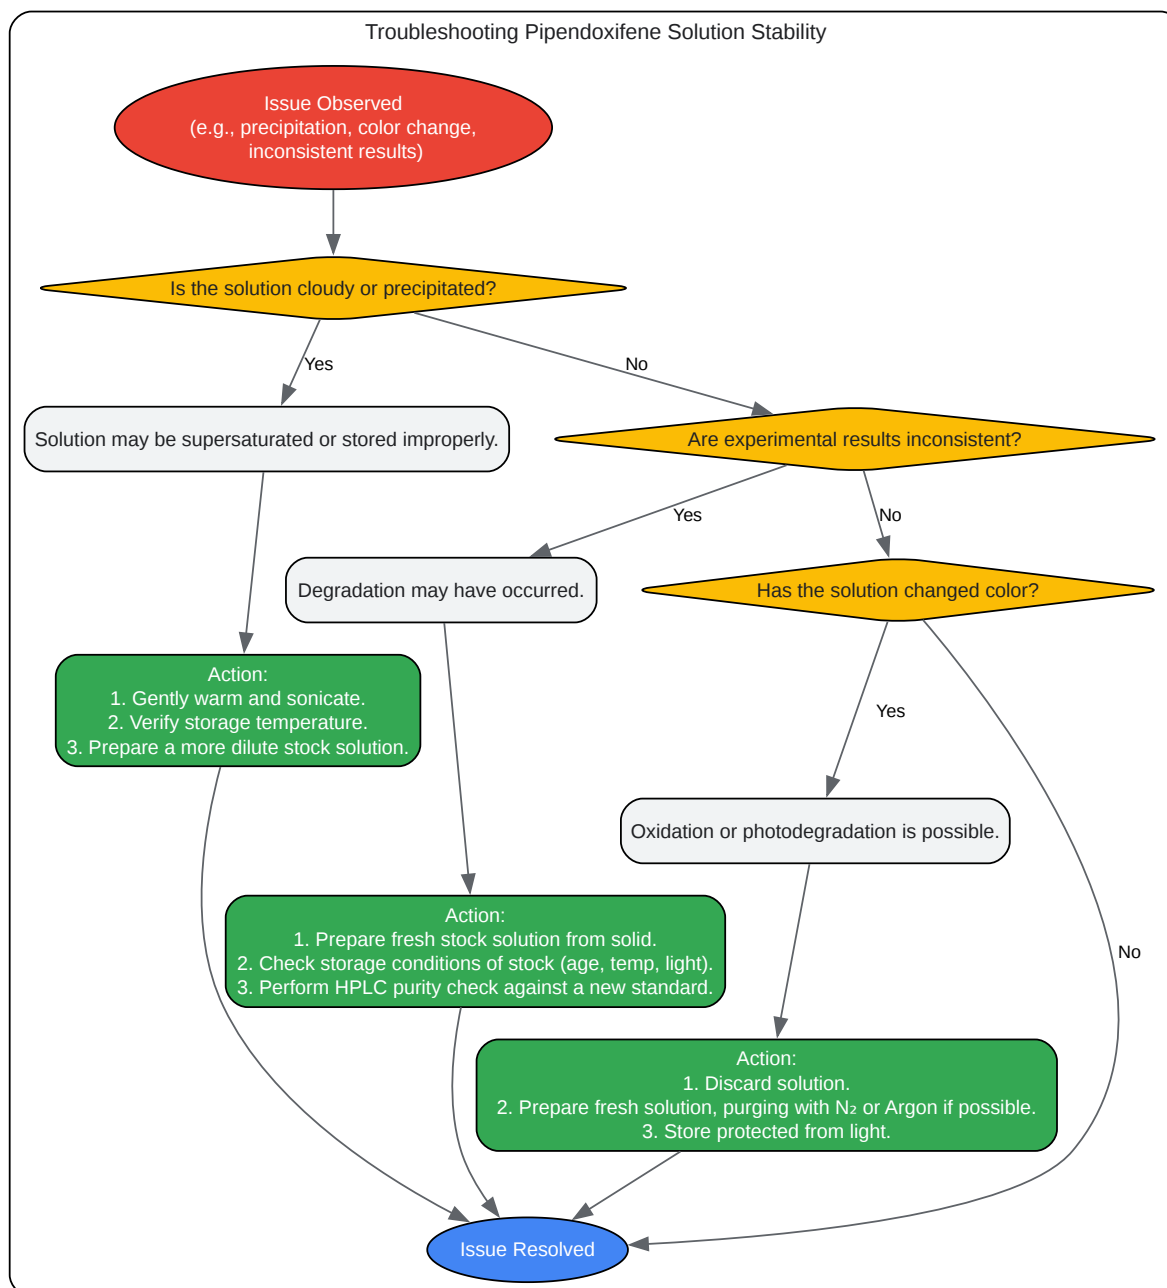 Troubleshooting Pipendoxifene Solution Stability
Issue Observed
(e.g., precipitation, color change,
inconsistent results)
Is the solution cloudy or precipitated?
Yes
No
Solution may be supersaturated or stored improperly.
Are experimental results inconsistent?
Yes
No
Degradation may have occurred.
Has the solution changed color?
Action:
1. Gently warm and sonicate.
2. Verify storage temperature.
3. Prepare a more dilute stock solution.
Yes
Oxidation or photodegradation is possible.
Action:
1. Prepare fresh stock solution from solid.
2. Check storage conditions of stock (age, temp, light).
3. Perform HPLC purity check against a new standard.
No
Action:
1. Discard solution.
2. Prepare fresh solution, purging with N₂ or Argon if possible.
3. Store protected from light.
Issue Resolved